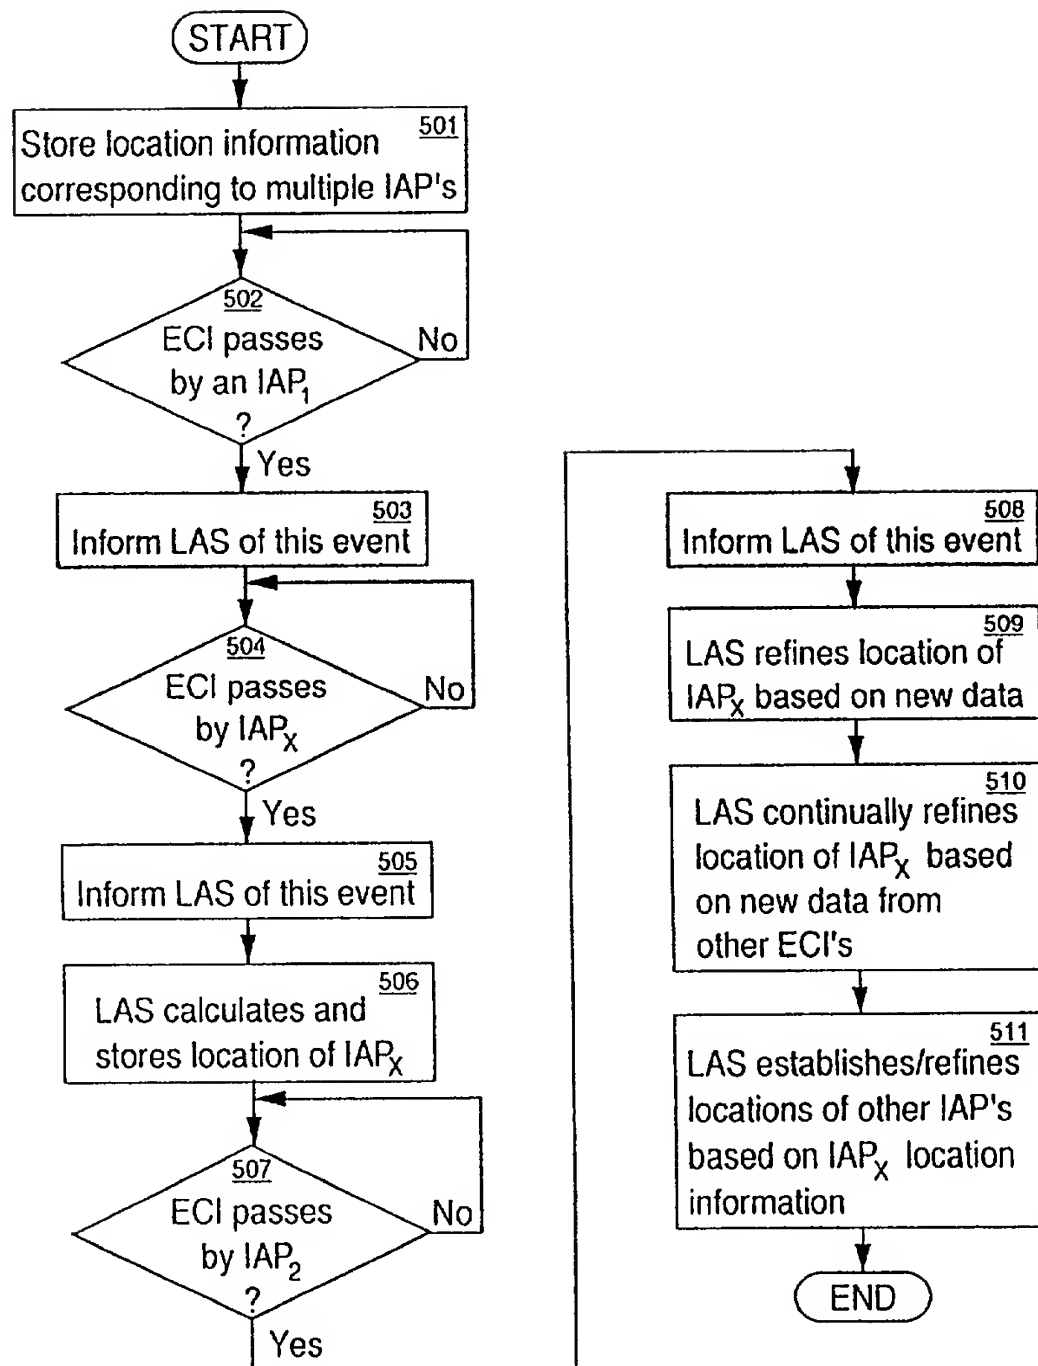 START
501
Store location information
corresponding to multiple IAP's
502
ECI passes
by an IAP₁
?
No
Yes
503
Inform LAS of this event
504
ECI passes
by IAPₓ
?
No
Yes
505
Inform LAS of this event
506
LAS calculates and
stores location of IAPₓ
507
ECI passes
by IAP₂
?
No
Yes
508
Inform LAS of this event
509
LAS refines location of
IAPₓ based on new data
510
LAS continually refines
location of IAPₓ based
on new data from
other ECI's
511
LAS establishes/refines
locations of other IAP's
based on IAPₓ location
information
END